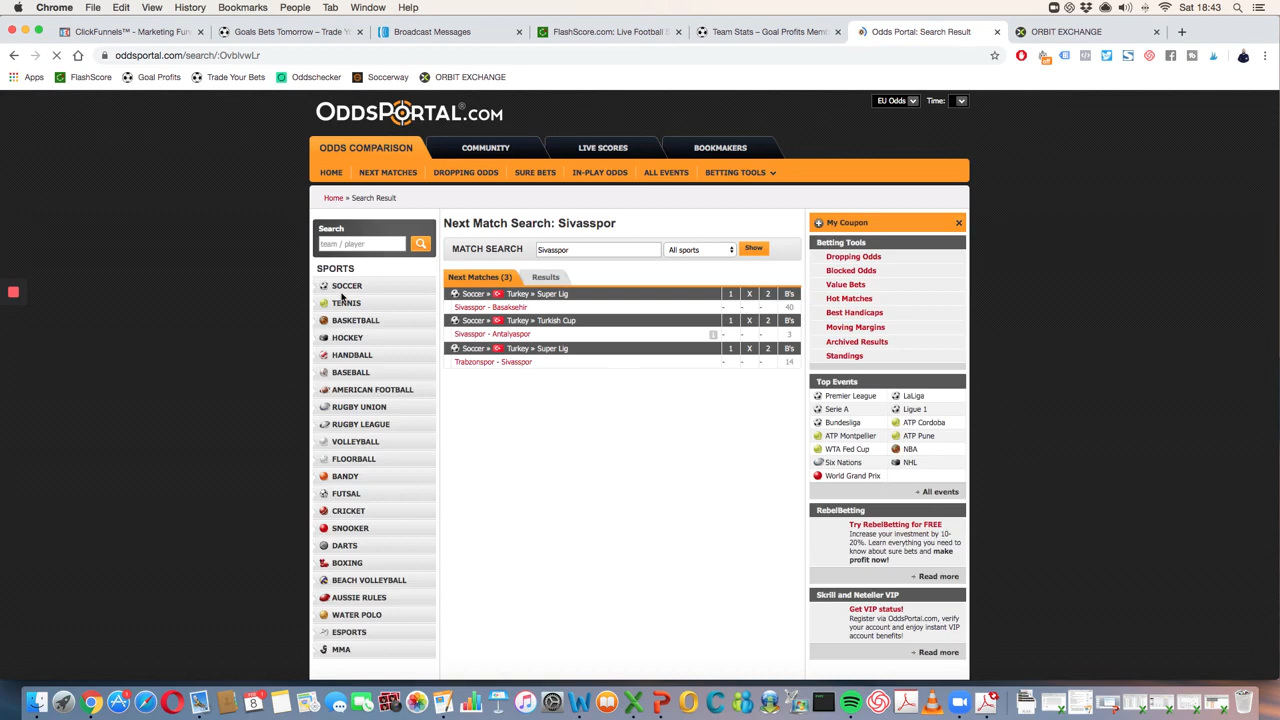 Chrome File Edit View History Bookmarks People Tab Window Help
Sat 18:43
ClickFunnels™ - Marketing Fun
Goals Bets Tomorrow – Trade Y
Broadcast Messages
FlashScore.com: Live Football S
Team Stats – Goal Profits Mem
Odds Portal: Search Result
ORBIT EXCHANGE
oddsportal.com/search/:OvbIvwLr
Apps FlashScore Goal Profits Trade Your Bets Oddschecker Soccerway ORBIT EXCHANGE
ODDSPORTAL.COM
EU Odds Time:
ODDS COMPARISON COMMUNITY LIVE SCORES BOOKMAKERS
HOME NEXT MATCHES DROPPING ODDS SURE BETS IN-PLAY ODDS ALL EVENTS BETTING TOOLS
Home » Search Result
Search
team / player
SPORTS
SOCCER
TENNIS
BASKETBALL
HOCKEY
HANDBALL
BASEBALL
AMERICAN FOOTBALL
RUGBY UNION
RUGBY LEAGUE
VOLLEYBALL
FLOORBALL
BANDY
FUTSAL
CRICKET
SNOOKER
DARTS
BOXING
BEACH VOLLEYBALL
AUSSIE RULES
WATER POLO
ESPORTS
MMA
Next Match Search: Sivasspor
MATCH SEARCH Sivasspor All sports Show
Next Matches (3) Results
Soccer » Turkey » Super Lig 1 X 2 B's
Sivasspor - Basaksehir - - - 40
Soccer » Turkey » Turkish Cup 1 X 2 B's
Sivasspor - Antalyaspor i - - - 3
Soccer » Turkey » Super Lig 1 X 2 B's
Trabzonspor - Sivasspor - - - 14
My Coupon
Betting Tools
Dropping Odds
Blocked Odds
Value Bets
Hot Matches
Best Handicaps
Moving Margins
Archived Results
Standings
Top Events
Premier League LaLiga
Serie A Ligue 1
Bundesliga ATP Cordoba
ATP Montpellier ATP Pune
WTA Fed Cup NBA
Six Nations NHL
World Grand Prix
All events
RebelBetting
Try RebelBetting for FREE
Increase your investment by 10-
20%. Learn everything you need to
know about sure bets and make
profit now!
Read more
Skrill and Neteller VIP
Get VIP status!
Register via OddsPortal.com, verify
your account and enjoy instant VIP
account benefits!
Read more